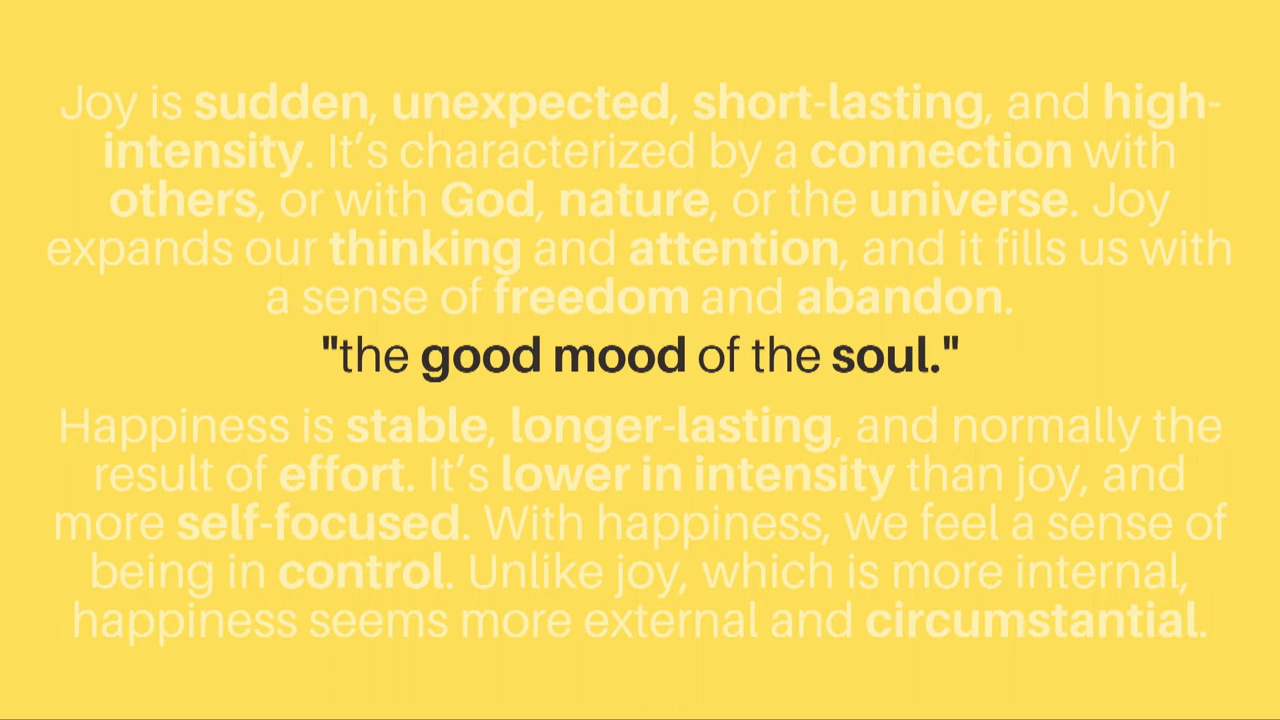 Joy is sudden, unexpected, short-lasting, and high-
intensity. It’s characterized by a connection with
others, or with God, nature, or the universe. Joy
expands our thinking and attention, and it fills us with
a sense of freedom and abandon.
"the good mood of the soul."
Happiness is stable, longer-lasting, and normally the
result of effort. It’s lower in intensity than joy, and
more self-focused. With happiness, we feel a sense of
being in control. Unlike joy, which is more internal,
happiness seems more external and circumstantial.